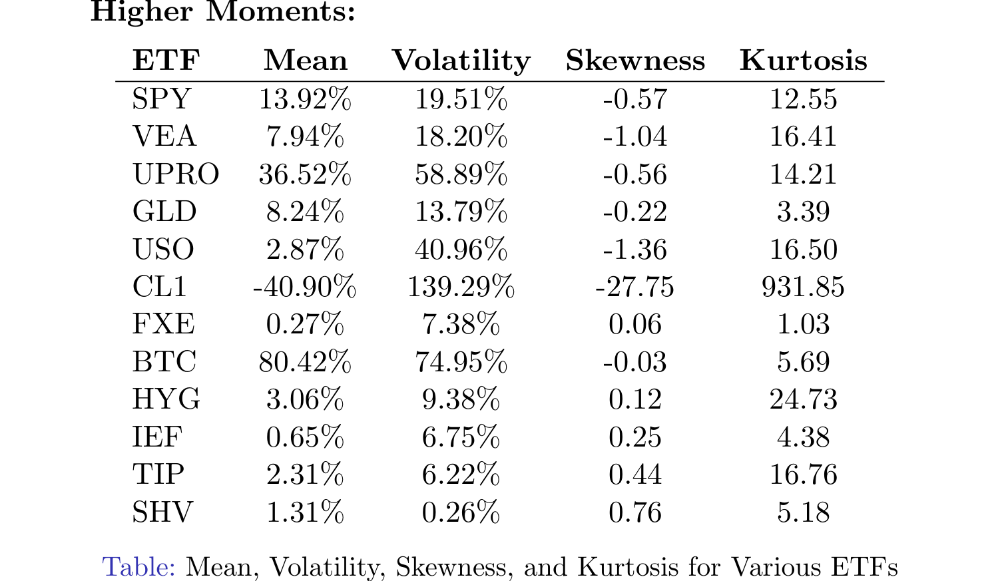 Higher Moments:
ETF Mean Volatility Skewness Kurtosis
SPY 13.92% 19.51% -0.57 12.55
VEA 7.94% 18.20% -1.04 16.41
UPRO 36.52% 58.89% -0.56 14.21
GLD 8.24% 13.79% -0.22 3.39
USO 2.87% 40.96% -1.36 16.50
CL1 -40.90% 139.29% -27.75 931.85
FXE 0.27% 7.38% 0.06 1.03
BTC 80.42% 74.95% -0.03 5.69
HYG 3.06% 9.38% 0.12 24.73
IEF 0.65% 6.75% 0.25 4.38
TIP 2.31% 6.22% 0.44 16.76
SHV 1.31% 0.26% 0.76 5.18
Table: Mean, Volatility, Skewness, and Kurtosis for Various ETFs